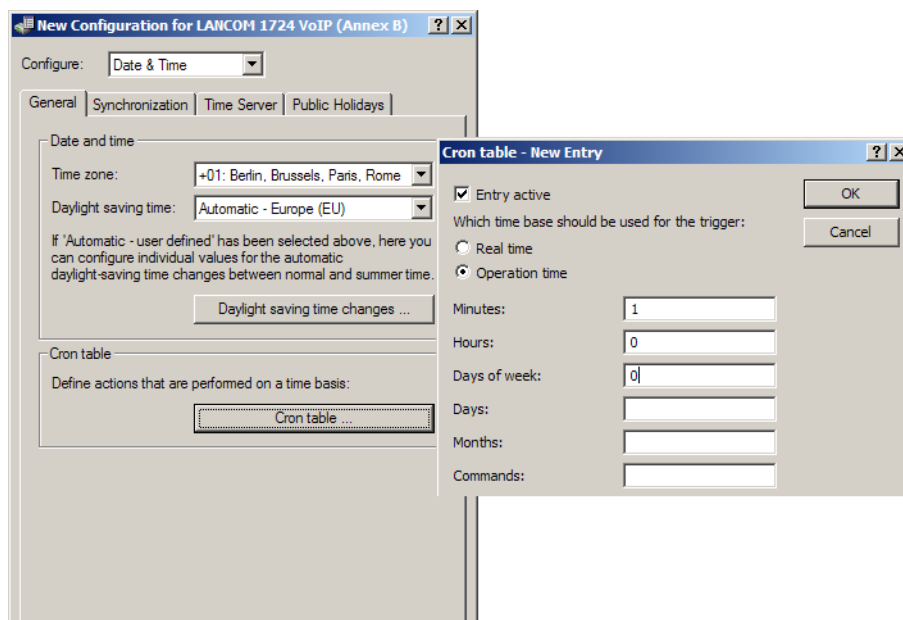 New Configuration for LANCOM 1724 VoIP (Annex B)
Configure: Date & Time
General Synchronization Time Server Public Holidays
Date and time
Time zone: +01: Berlin, Brussels, Paris, Rome
Daylight saving time: Automatic - Europe (EU)
If 'Automatic - user defined' has been selected above, here you
can configure individual values for the automatic
daylight-saving time changes between normal and summer time.
Daylight saving time changes ...
Cron table
Define actions that are performed on a time basis:
Cron table ...
Cron table - New Entry
Entry active
OK
Which time base should be used for the trigger:
Cancel
Real time
Operation time
Minutes: 1
Hours: 0
Days of week: 0
Days:
Months:
Commands: